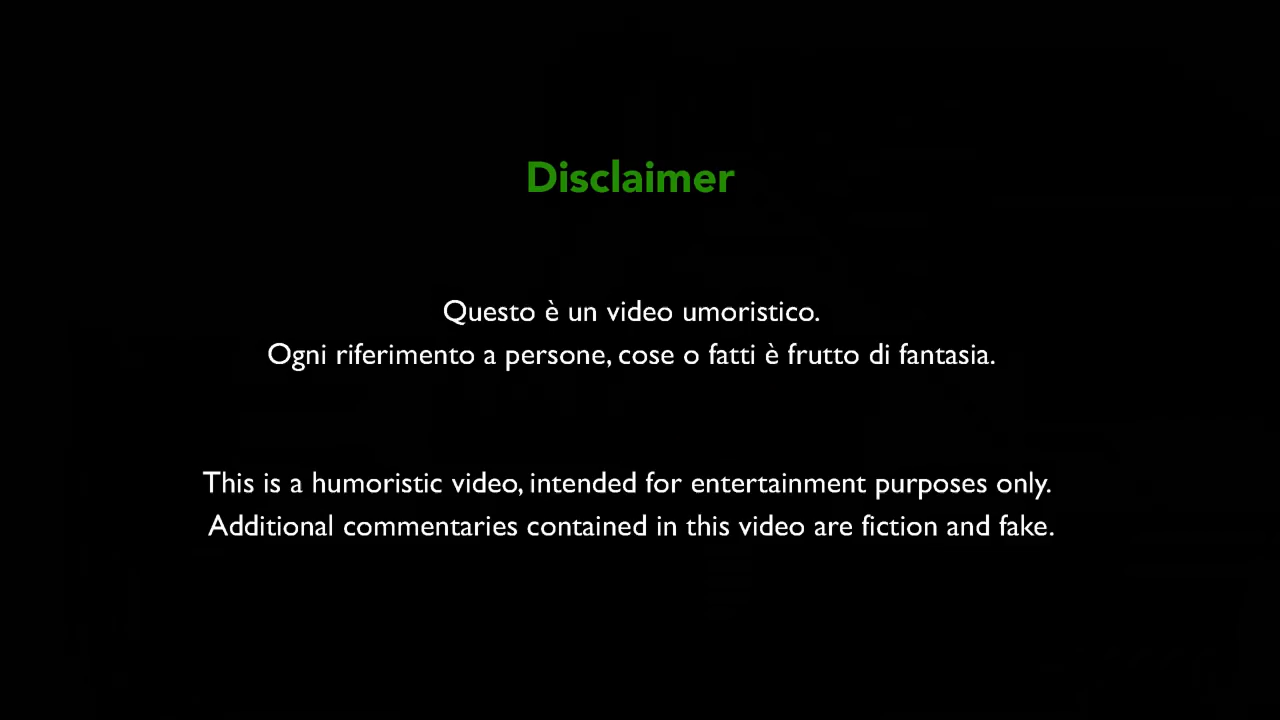 Disclaimer
Questo è un video umoristico.
Ogni riferimento a persone, cose o fatti è frutto di fantasia.
This is a humoristic video, intended for entertainment purposes only.
Additional commentaries contained in this video are fiction and fake.